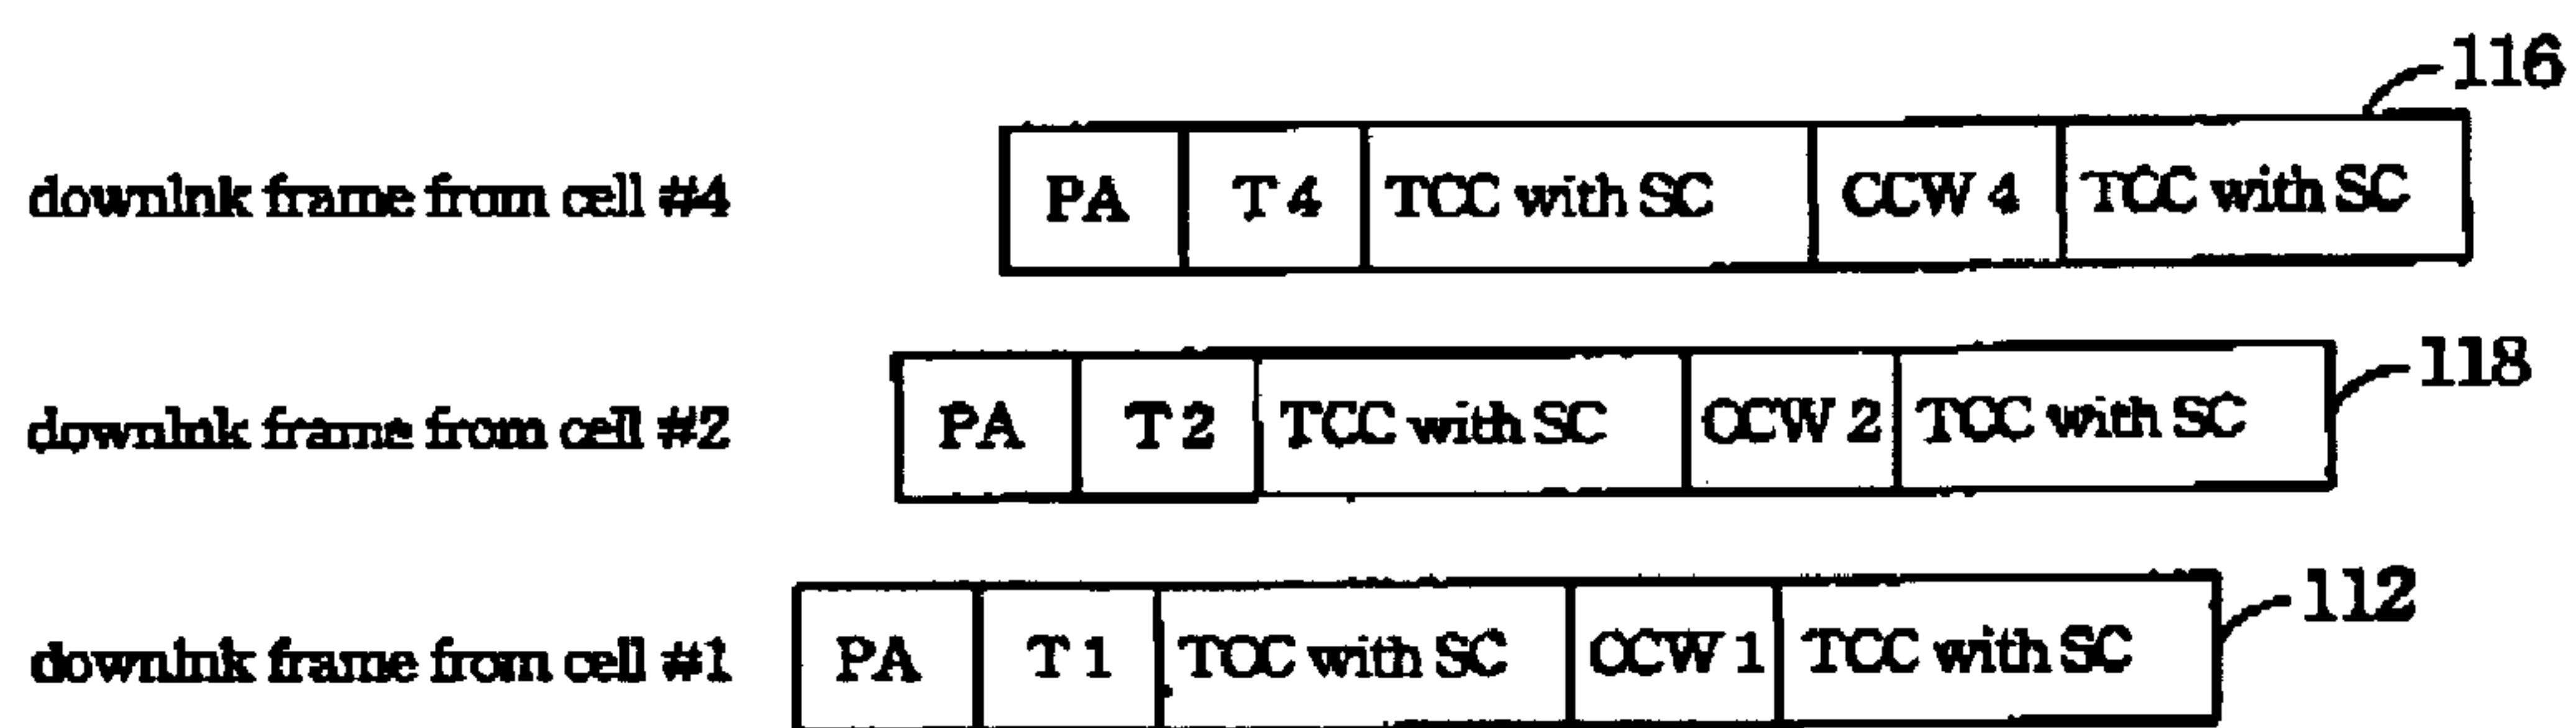 116
downlnk frame from cell #4 PA T 4 TCC with SC CCW 4 TCC with SC
118
downlnk frame from cell #2 PA T 2 TCC with SC CCW 2 TCC with SC
112
downlnk frame from cell #1 PA T 1 TCC with SC CCW 1 TCC with SC